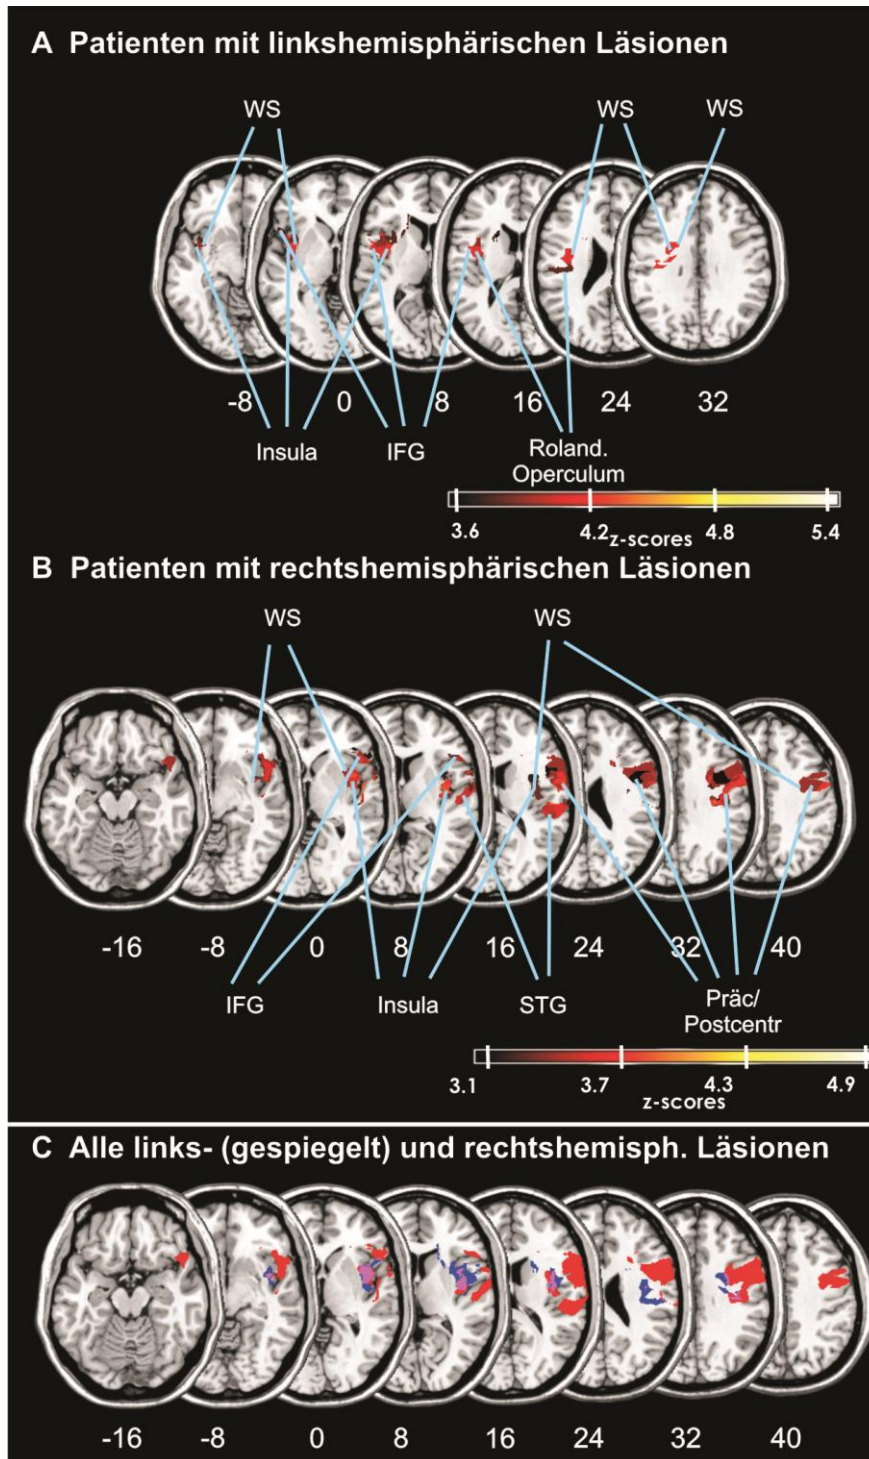 A Patienten mit linkshemisphärischen Läsionen
WS WS WS
-8 0 8 16 24 32
Insula IFG Roland.
Operculum
3.6 4.2 z-scores 4.8 5.4
B Patienten mit rechtshemisphärischen Läsionen
WS WS
-16 -8 0 8 16 24 32 40
IFG Insula STG Präc/
Postcentr
3.1 3.7 4.3 4.9
z-scores
C Alle links- (gespiegelt) und rechtshemisph. Läsionen
-16 -8 0 8 16 24 32 40